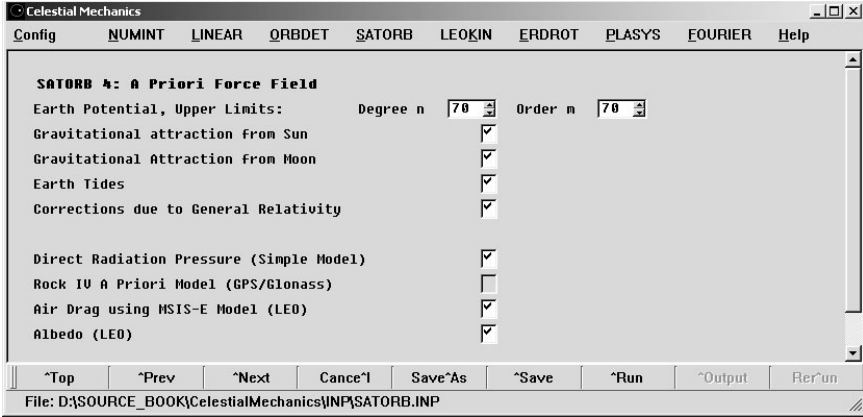 Celestial Mechanics
Config NUMINT LINEAR ORBDET SATORB LEOKIN ERDROT PLASYS FOURIER Help
SATORB 4: A Priori Force Field
Earth Potential, Upper Limits: Degree n 70 Order m 70
Gravitational attraction from Sun
Gravitational Attraction from Moon
Earth Tides
Corrections due to General Relativity
Direct Radiation Pressure (Simple Model)
Rock IV A Priori Model (GPS/Glonass)
Air Drag using MSIS-E Model (LEO)
Albedo (LEO)
^Top ^Prev ^Next Cance^l Save^As ^Save ^Run ^Output Rer^un
File: D:\SOURCE_BOOK\CelestialMechanics\INP\SATORB.INP